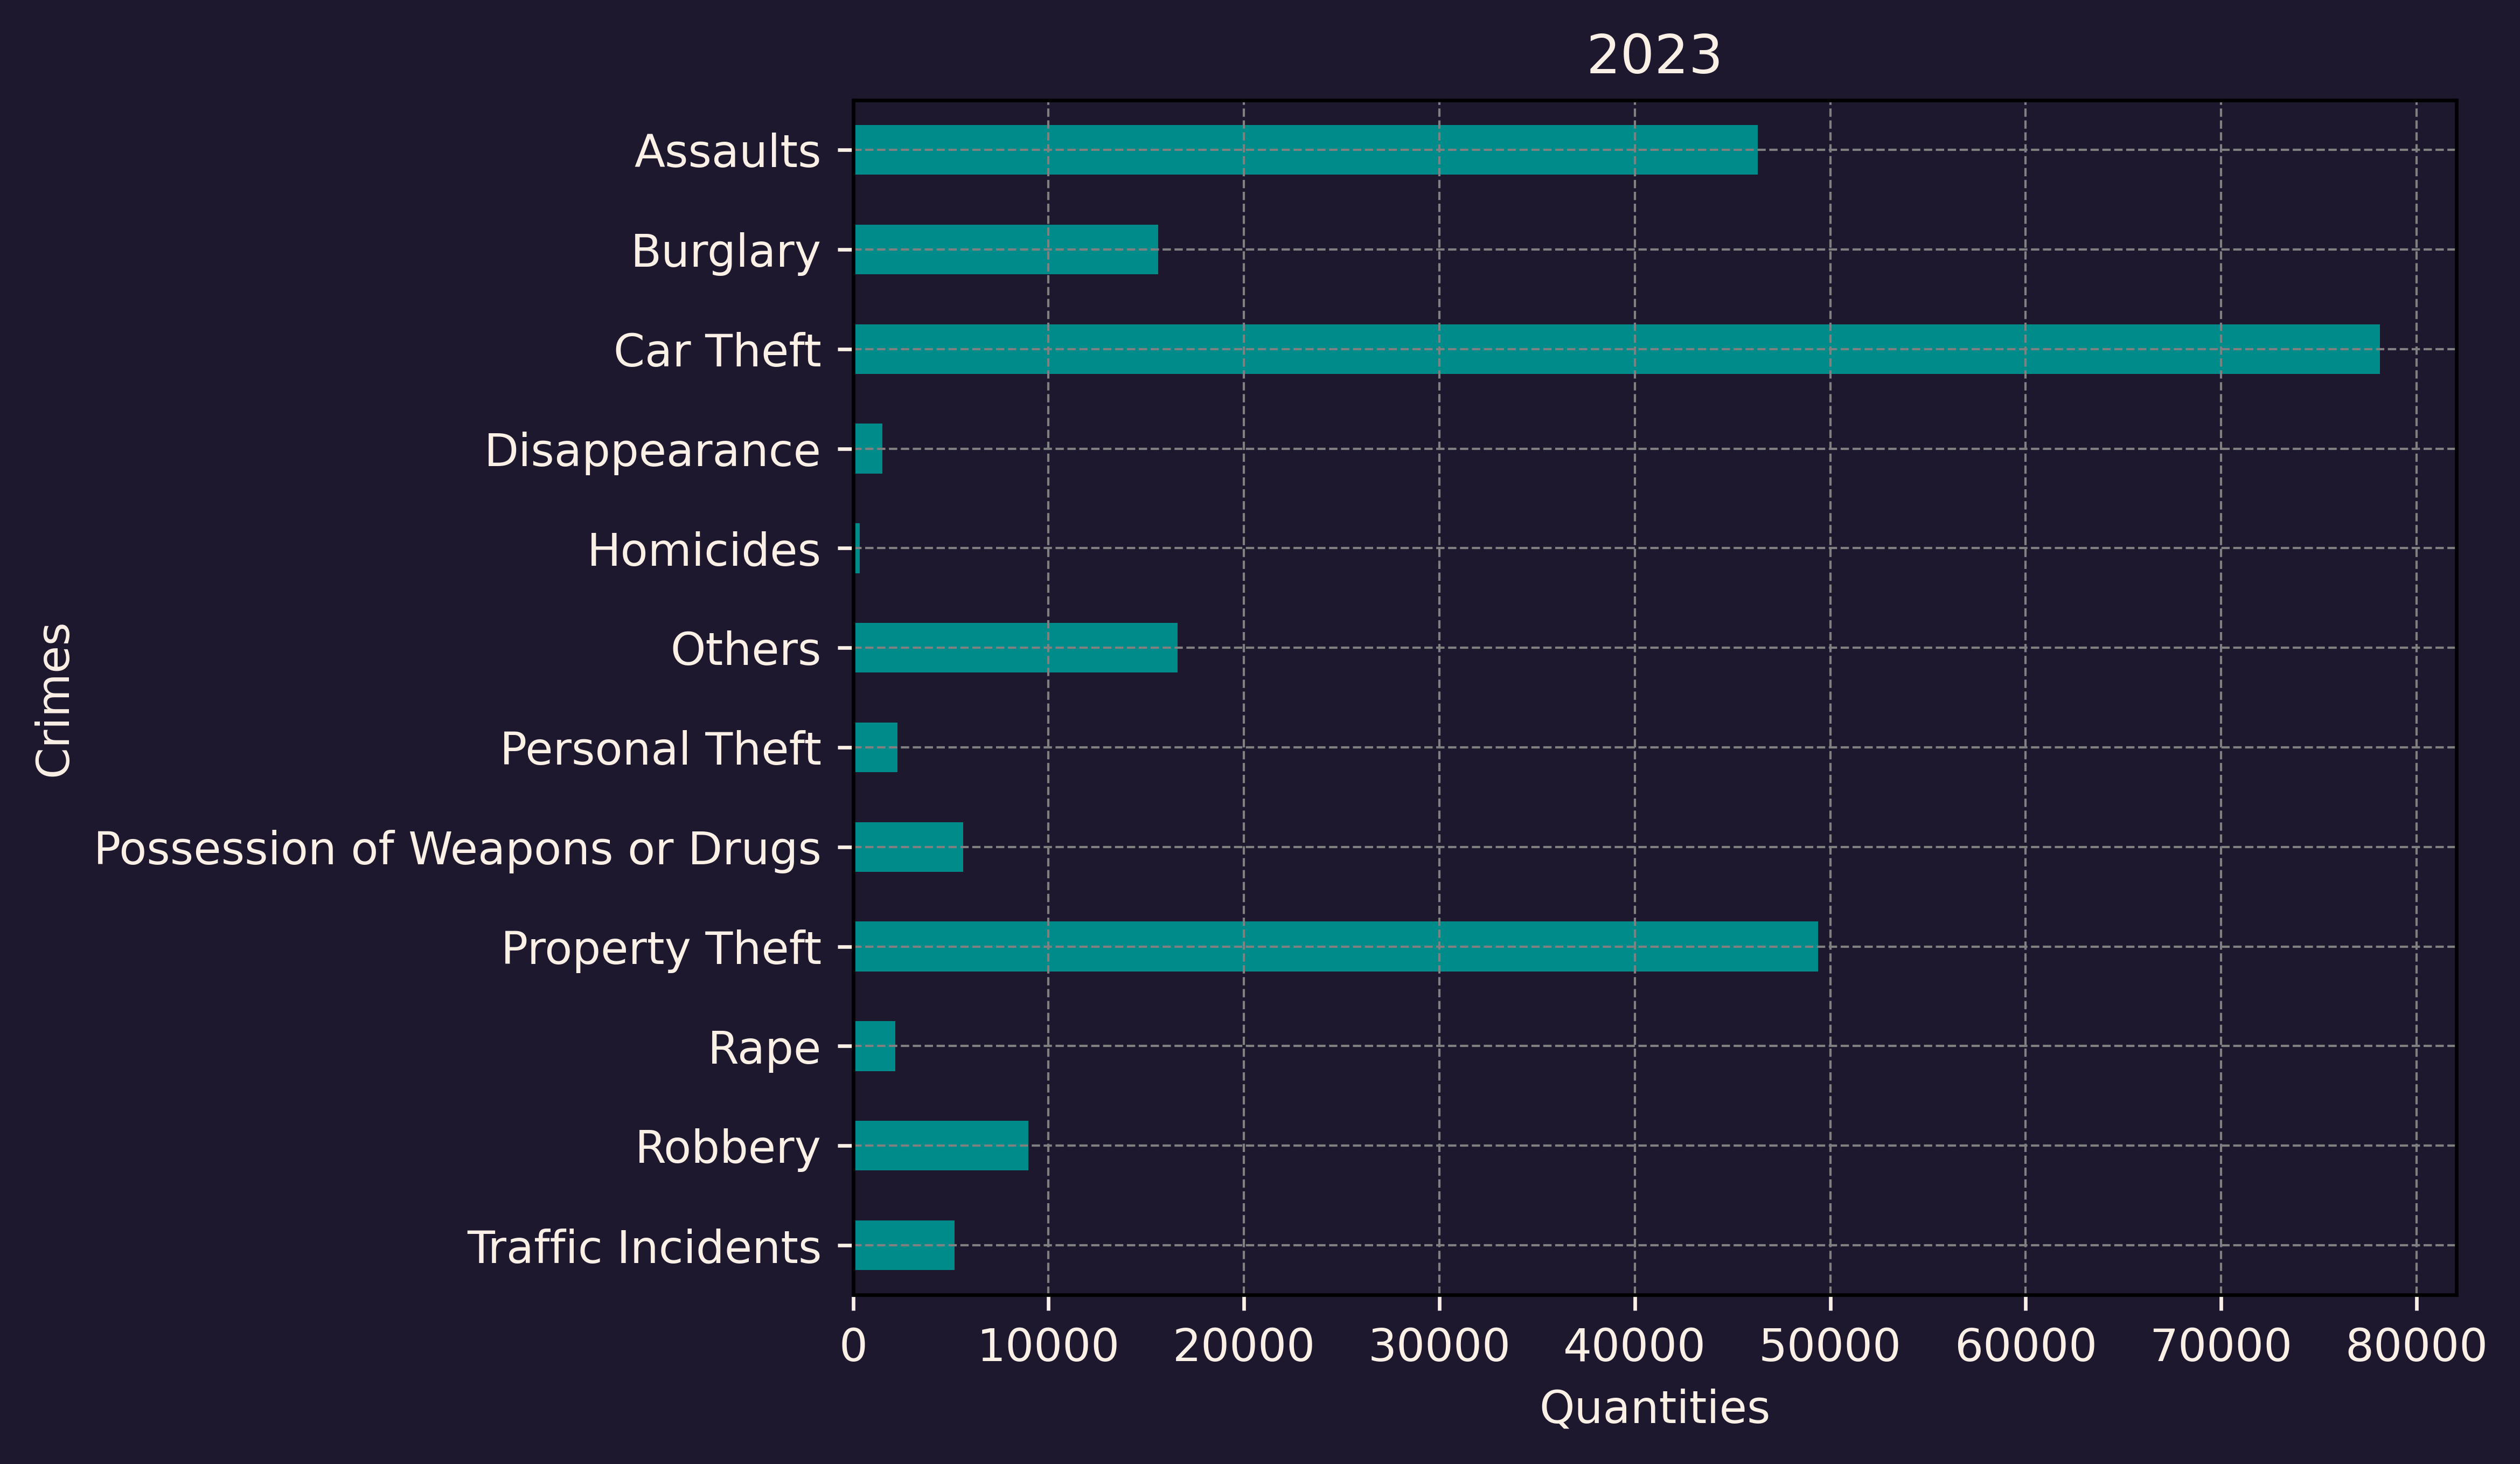 2023
Assaults
Burglary
Car Theft
Disappearance
Homicides
Others
Personal Theft
Possession of Weapons or Drugs
Property Theft
Rape
Robbery
Traffic Incidents
Crimes
0 10000 20000 30000 40000 50000 60000 70000 80000
Quantities